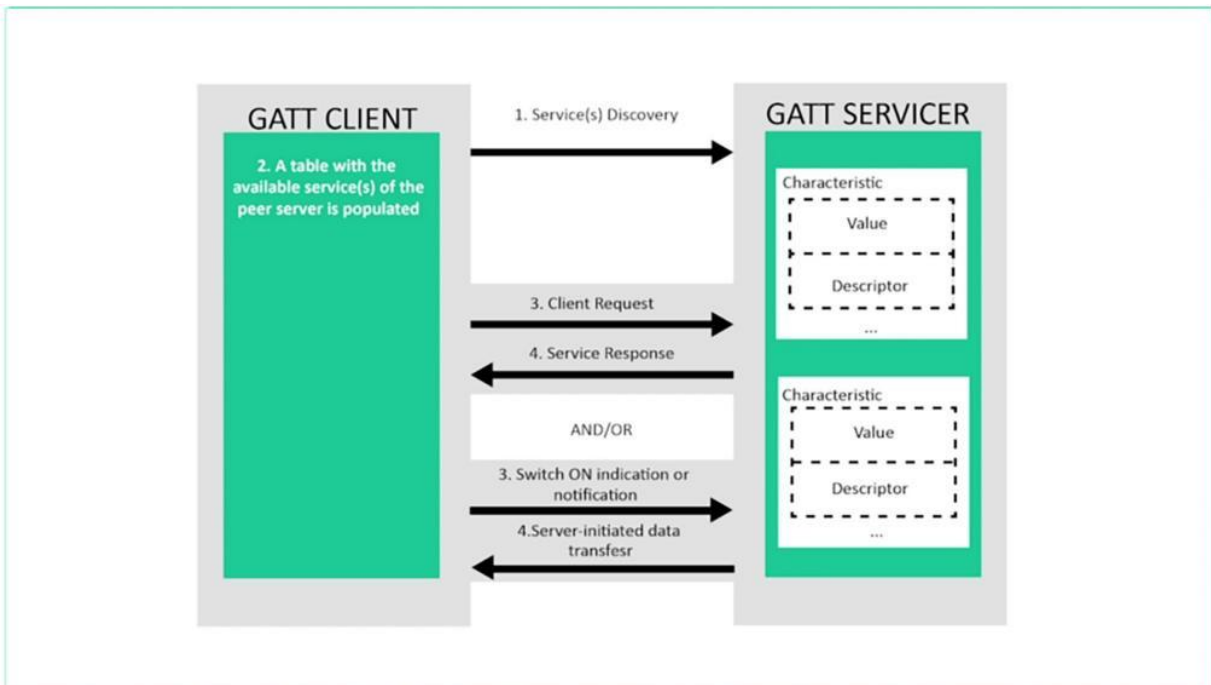 GATT CLIENT
2. A table with the
available service(s) of the
peer server is populated
1. Service(s) Discovery
3. Client Request
4. Service Response
AND/OR
3. Switch ON indication or
notification
4.Server-initiated data
transfesr
GATT SERVICER
Characteristic
Value
Descriptor
...
Characteristic
Value
Descriptor
...